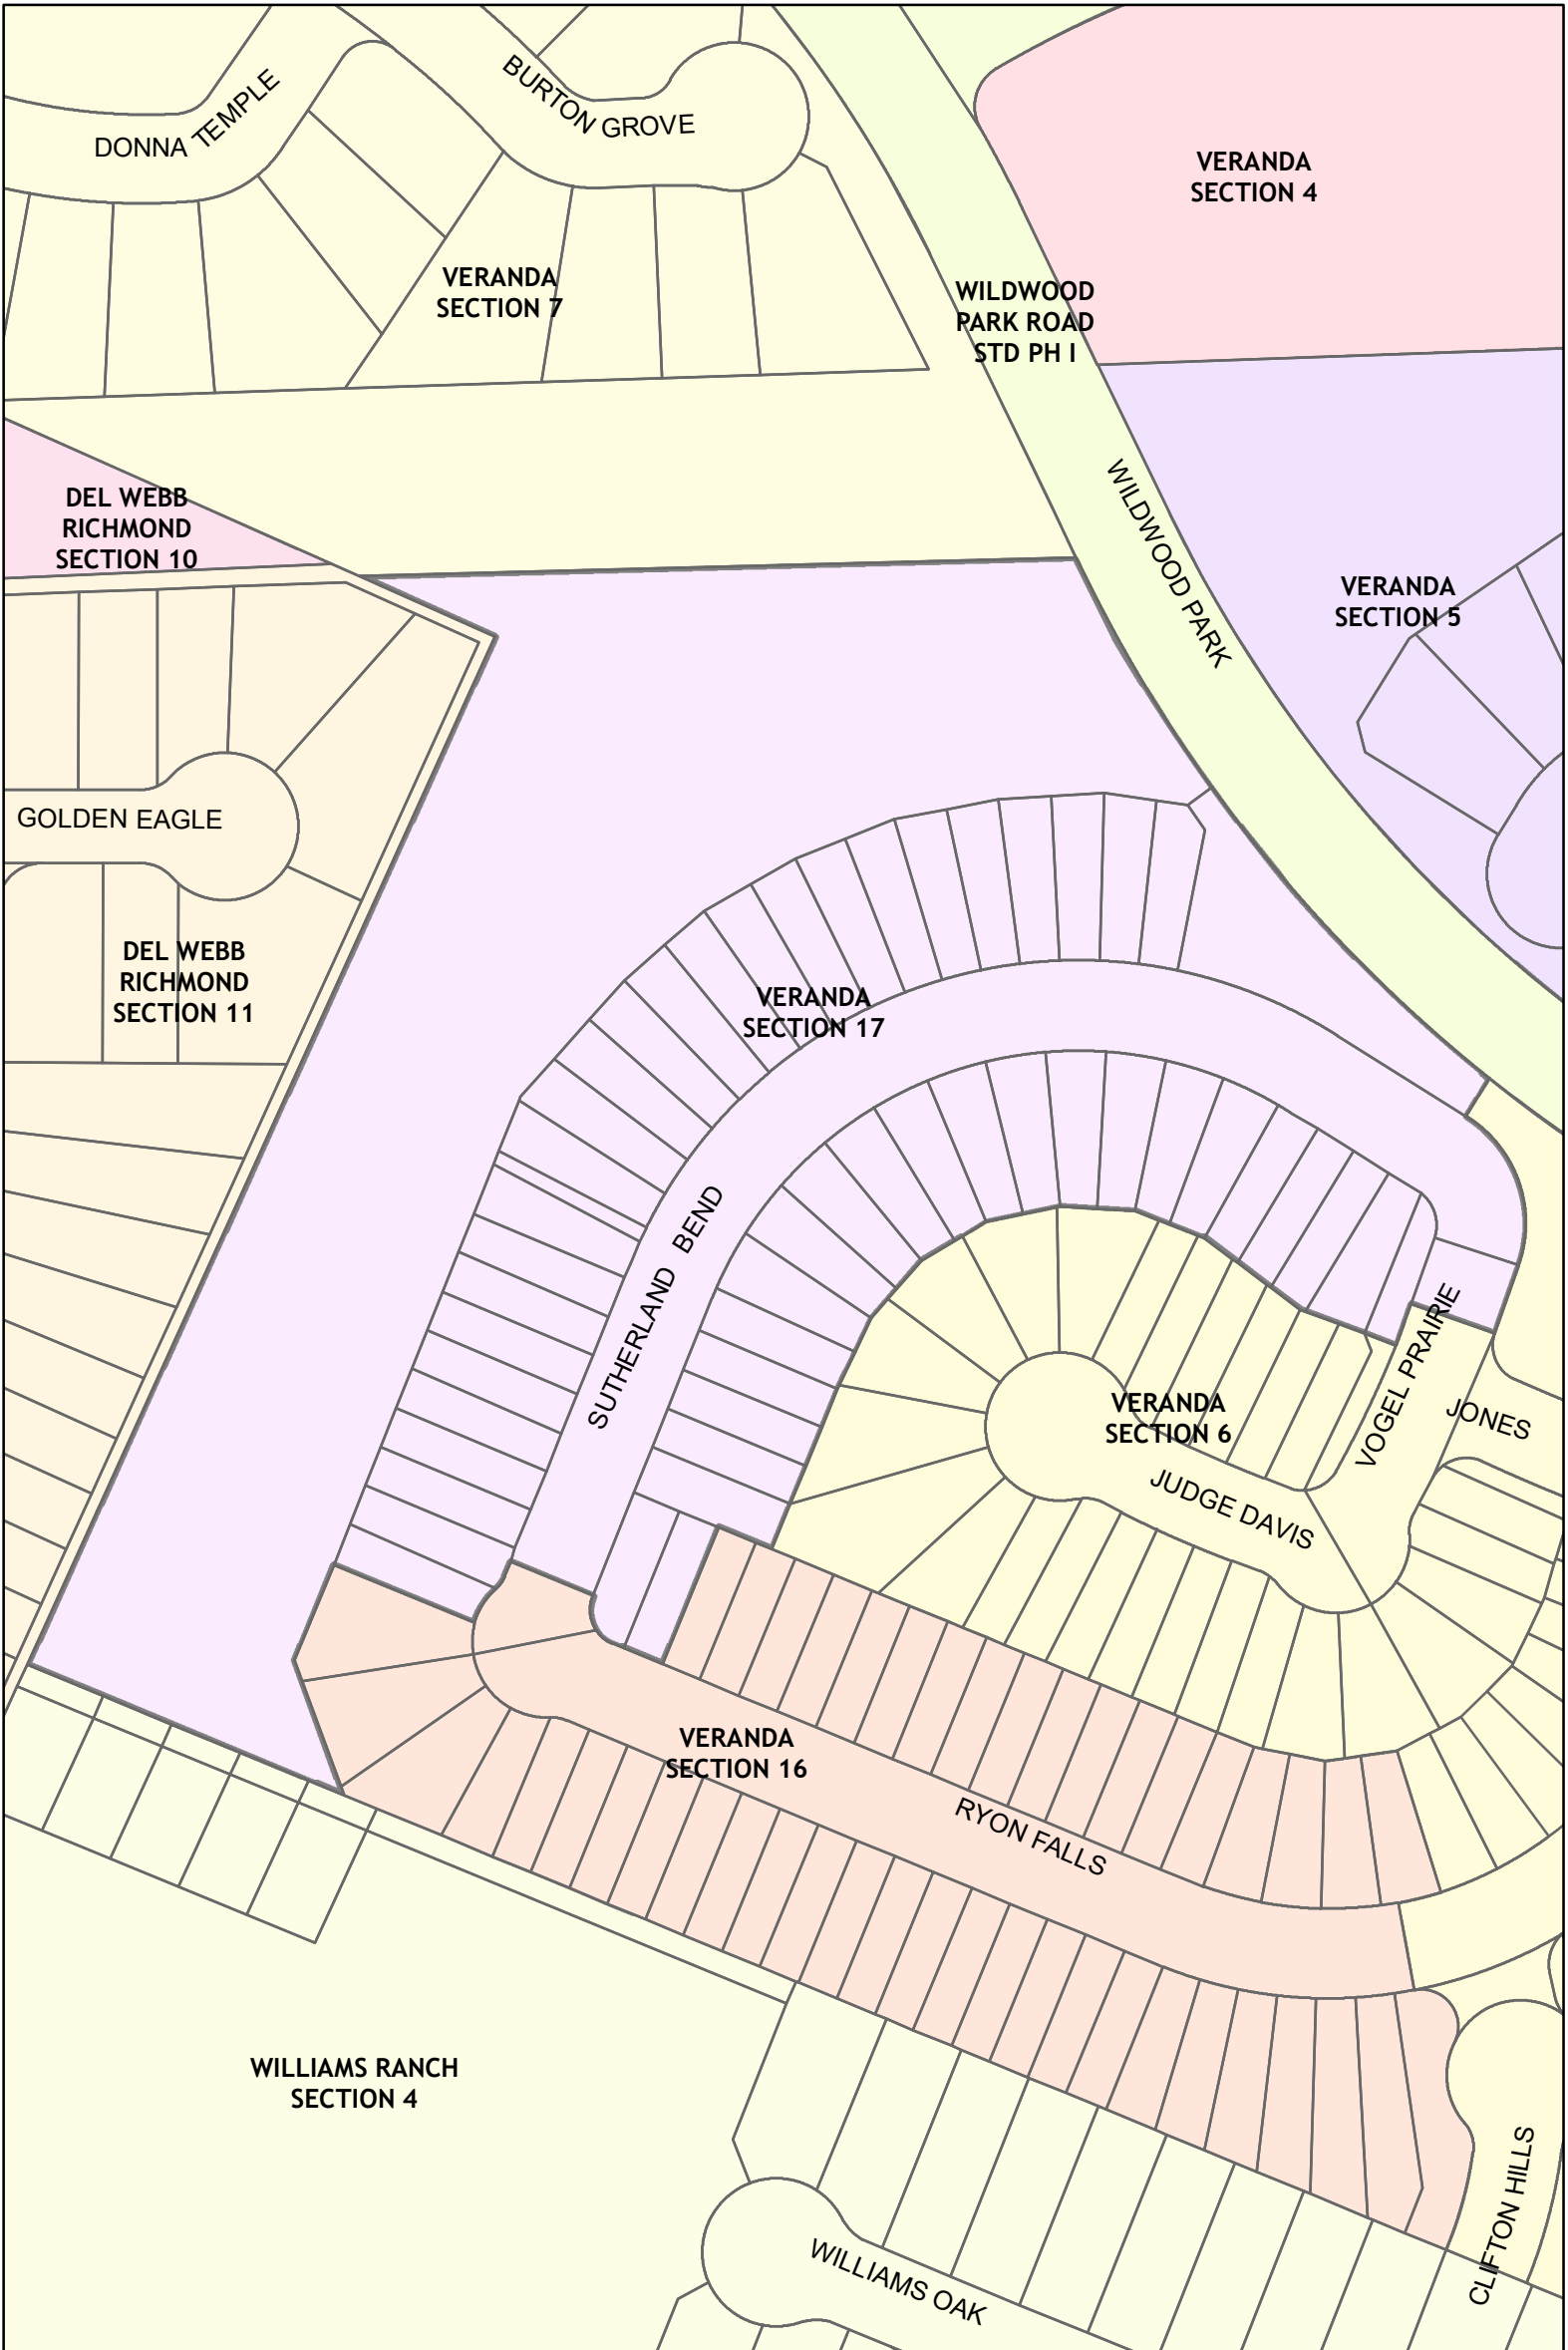 BURTON GROVE
DONNA TEMPLE
VERANDA
SECTION 4
VERANDA
SECTION 7
WILDWOOD
PARK ROAD
STD PH I
DEL WEBB
RICHMOND
SECTION 10
WILDWOOD PARK
VERANDA
SECTION 5
GOLDEN EAGLE
DEL WEBB
RICHMOND
SECTION 11
VERANDA
SECTION 17
SUTHERLAND BEND
VOGEL PRAIRIE
VERANDA
SECTION 6
JONES
JUDGE DAVIS
VERANDA
SECTION 16
RYON FALLS
WILLIAMS RANCH
SECTION 4
CLIFTON HILLS
WILLIAMS OAK